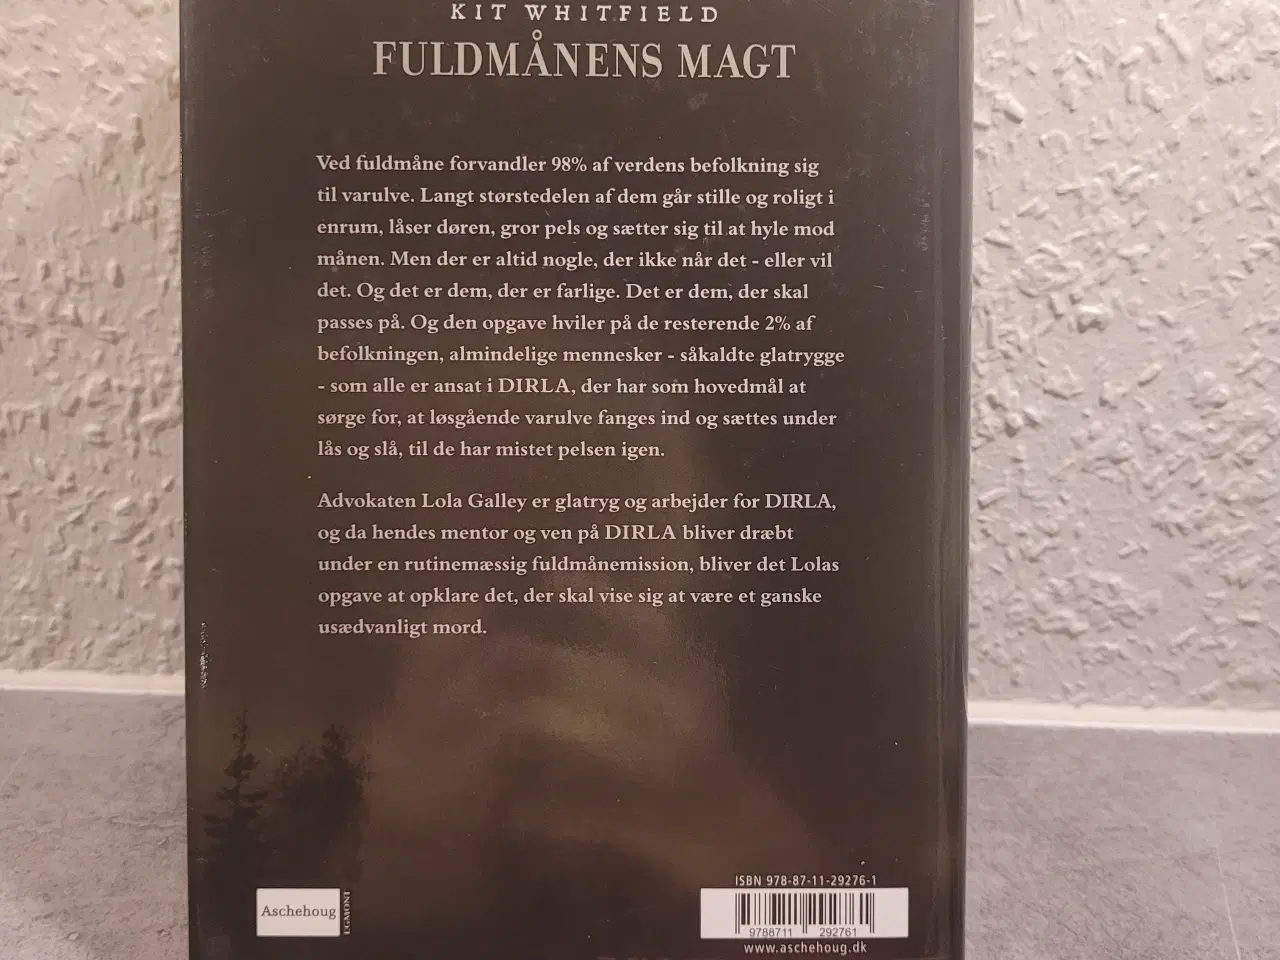 KIT WHITFIELD
FULDMÅNENS MAGT
Ved fuldmåne forvandler 98% af verdens befolkning sig
til varulve. Langt størstedelen af dem går stille og roligt i
enrum, låser døren, gror pels og sætter sig til at hyle mod
månen. Men der er altid nogle, der ikke når det - eller vil
det. Og det er dem, der er farlige. Det er dem, der skal
passes på. Og den opgave hviler på de resterende 2% af
befolkningen, almindelige mennesker - såkaldte glatrygge
- som alle er ansat i DIRLA, der har som hovedmål at
sørge for, at løsgående varulve fanges ind og sættes under
lås og slå, til de har mistet pelsen igen.
Advokaten Lola Galley er glatryg og arbejder for DIRLA,
og da hendes mentor og ven på DIRLA bliver dræbt
under en rutinemæssig fuldmånemission, bliver det Lolas
opgave at opklare det, der skal vise sig at være et ganske
usædvanligt mord.
Aschehoug
EGMONT
ISBN 978-87-11-29276-1
9788711 292761
www.aschehoug.dk